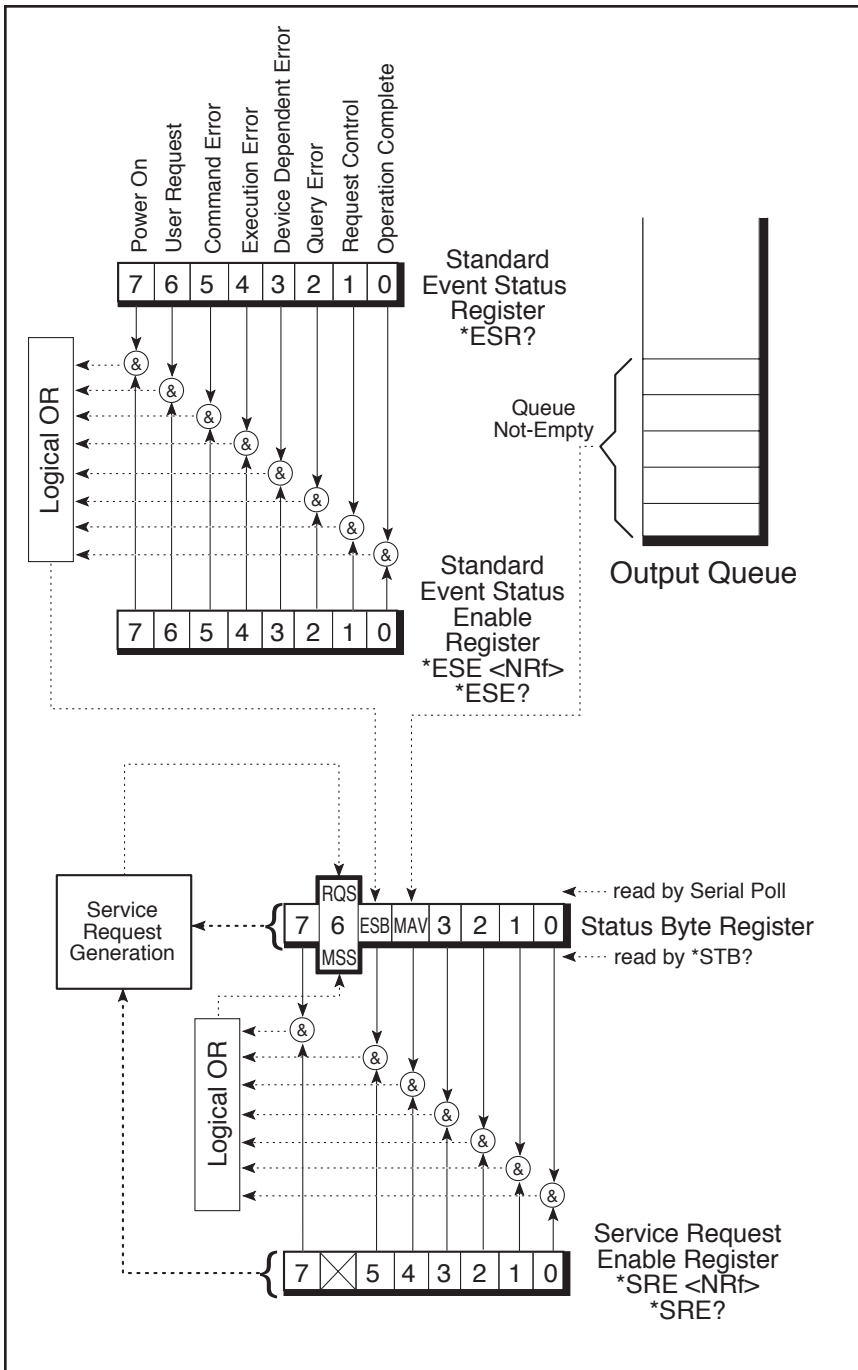 Power On
User Request
Command Error
Execution Error
Device Dependent Error
Query Error
Request Control
Operation Complete
7 6 5 4 3 2 1 0
Standard
Event Status
Register
*ESR?
Logical OR
&
&
&
&
&
&
&
&
Queue
Not-Empty
Output Queue
7 6 5 4 3 2 1 0
Standard
Event Status
Enable
Register
*ESE <NRf>
*ESE?
Service
Request
Generation
RQS
7 6 ESB MAV 3 2 1 0
MSS
read by Serial Poll
Status Byte Register
read by *STB?
Logical OR
&
&
&
&
&
&
&
7 5 4 3 2 1 0
Service Request
Enable Register
*SRE <NRf>
*SRE?